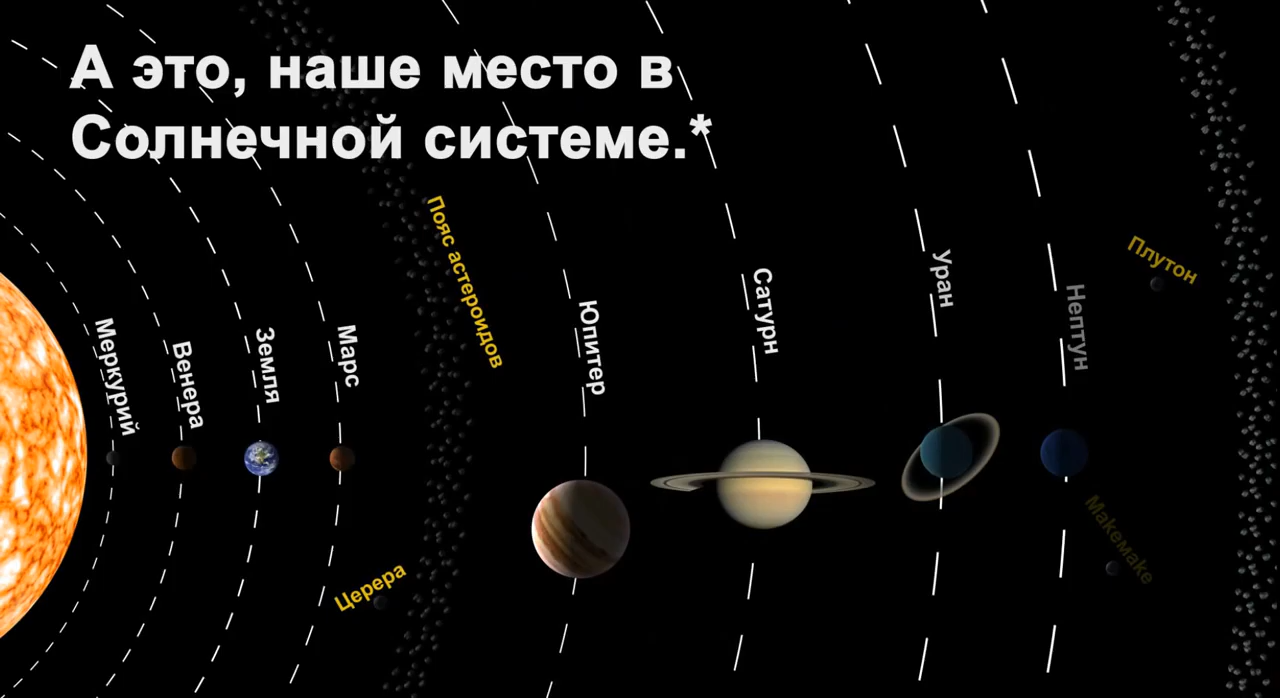 А это, наше место в
Солнечной системе.*
Меркурий
Венера
Земля
Марс
Церера
Пояс астероидов
Юпитер
Сатурн
Уран
Нептун
Плутон
Makemake